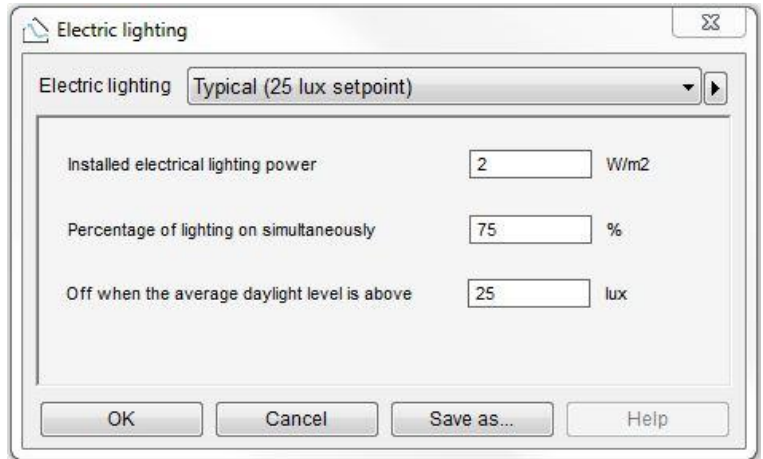 Electric lighting
Electric lighting Typical (25 lux setpoint)
Installed electrical lighting power 2 W/m2
Percentage of lighting on simultaneously 75 %
Off when the average daylight level is above 25 lux
OK Cancel Save as... Help